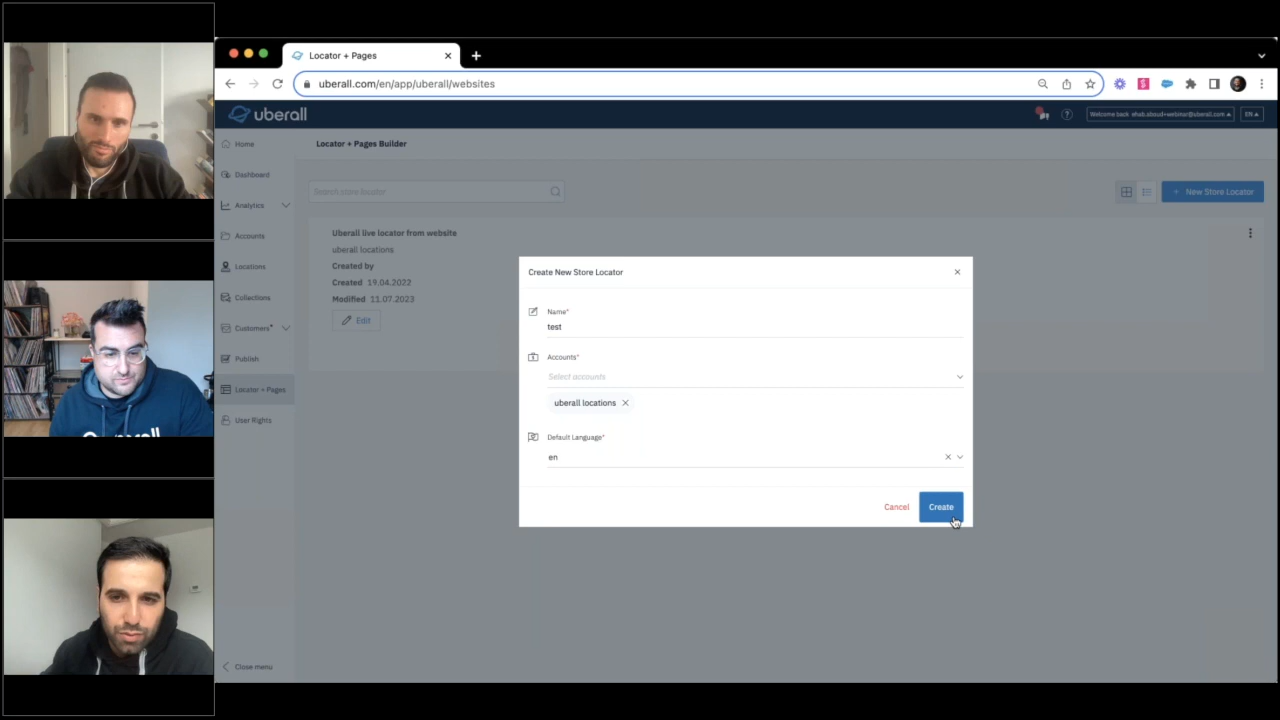 Locator + Pages
uberall.com/en/app/uberall/websites
uberall
Welcome back ehab.aboud+webinar@uberall.com
EN
Home
Locator + Pages Builder
Dashboard
Search store locator
+ New Store Locator
Analytics
Accounts
Uberall live locator from website
uberall locations
Created by
Locations
Created 19.04.2022
Collections
Modified 11.07.2023
Edit
Customers
Publish
Locator + Pages
User Rights
Close menu
Create New Store Locator
Name*
test
Accounts*
Select accounts
uberall locations
Default Language*
en
Cancel
Create